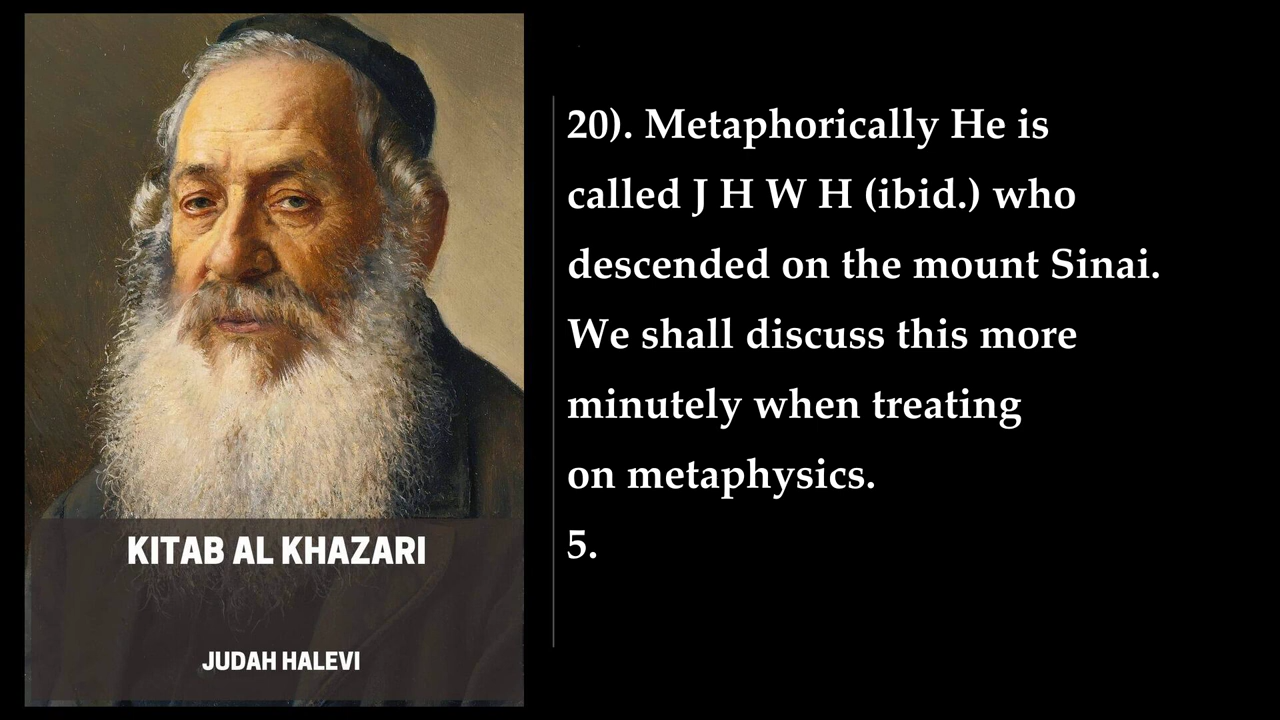 KITAB AL KHAZARI
JUDAH HALEVI
20). Metaphorically He is
called J H W H (ibid.) who
descended on the mount Sinai.
We shall discuss this more
minutely when treating
on metaphysics.
5.